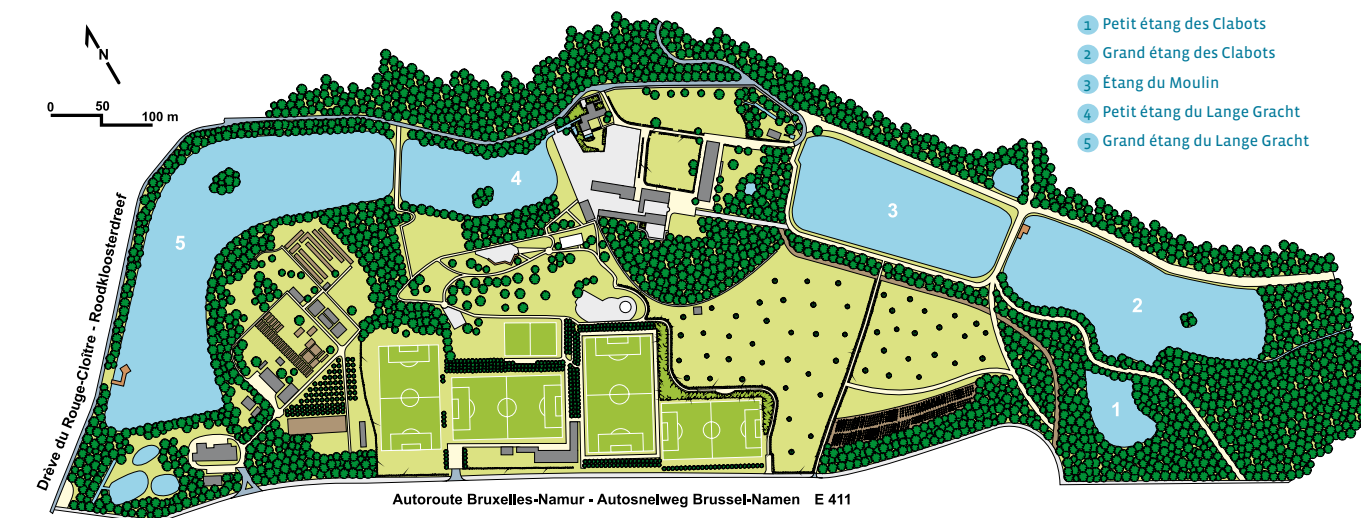 N
0 50 100 m
1 Petit étang des Clabots
2 Grand étang des Clabots
3 Étang du Moulin
4 Petit étang du Lange Gracht
5 Grand étang du Lange Gracht
4
3
5
2
1
Drève du Rouge-Cloître - Roodkloosterdreef
Autoroute Bruxelles-Namur - Autosnelweg Brussel-Namen E 411